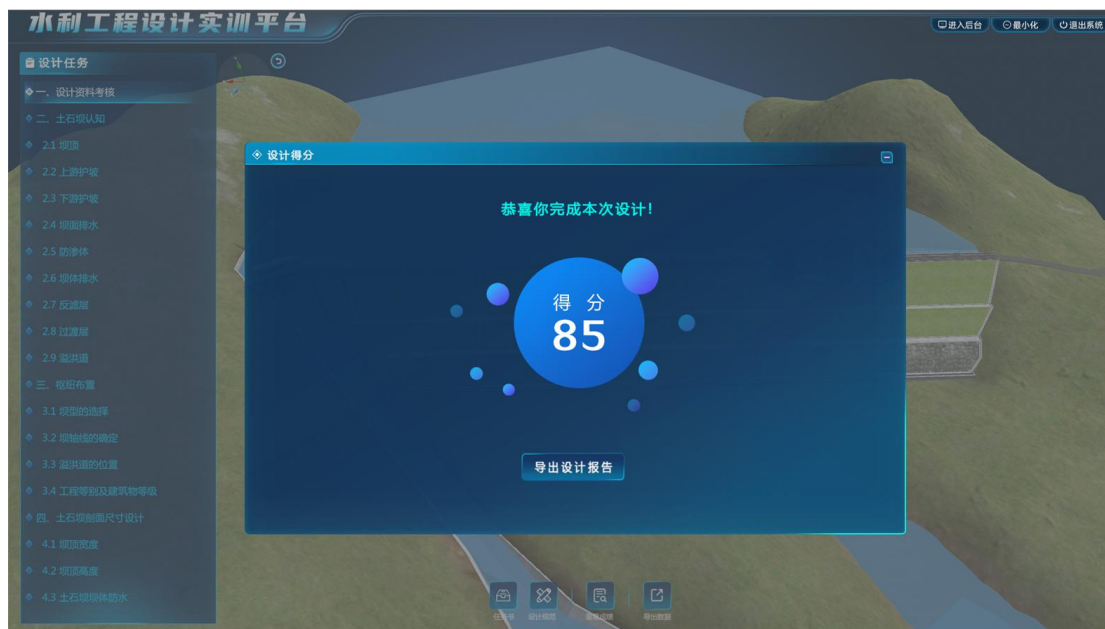 水利工程设计实训平台
进入后台
最小化
退出系统
设计任务
一、设计资料考核
二、土石坝认知
2.1 坝顶
2.2 上游护坡
2.3 下游护坡
2.4 坝面排水
2.5 防渗体
2.6 坝体排水
2.7 反滤层
2.8 过渡层
2.9 溢洪道
三、枢纽布置
3.1 坝型的选择
3.2 坝轴线的确定
3.3 溢洪道的位置
3.4 工程等别及建筑物等级
四、土石坝剖面尺寸设计
4.1 坝顶宽度
4.2 坝顶高度
4.3 土石坝坝体防水
设计得分
恭喜你完成本次设计!
得 分
85
导出设计报告
任务书
设计规范
导出数据